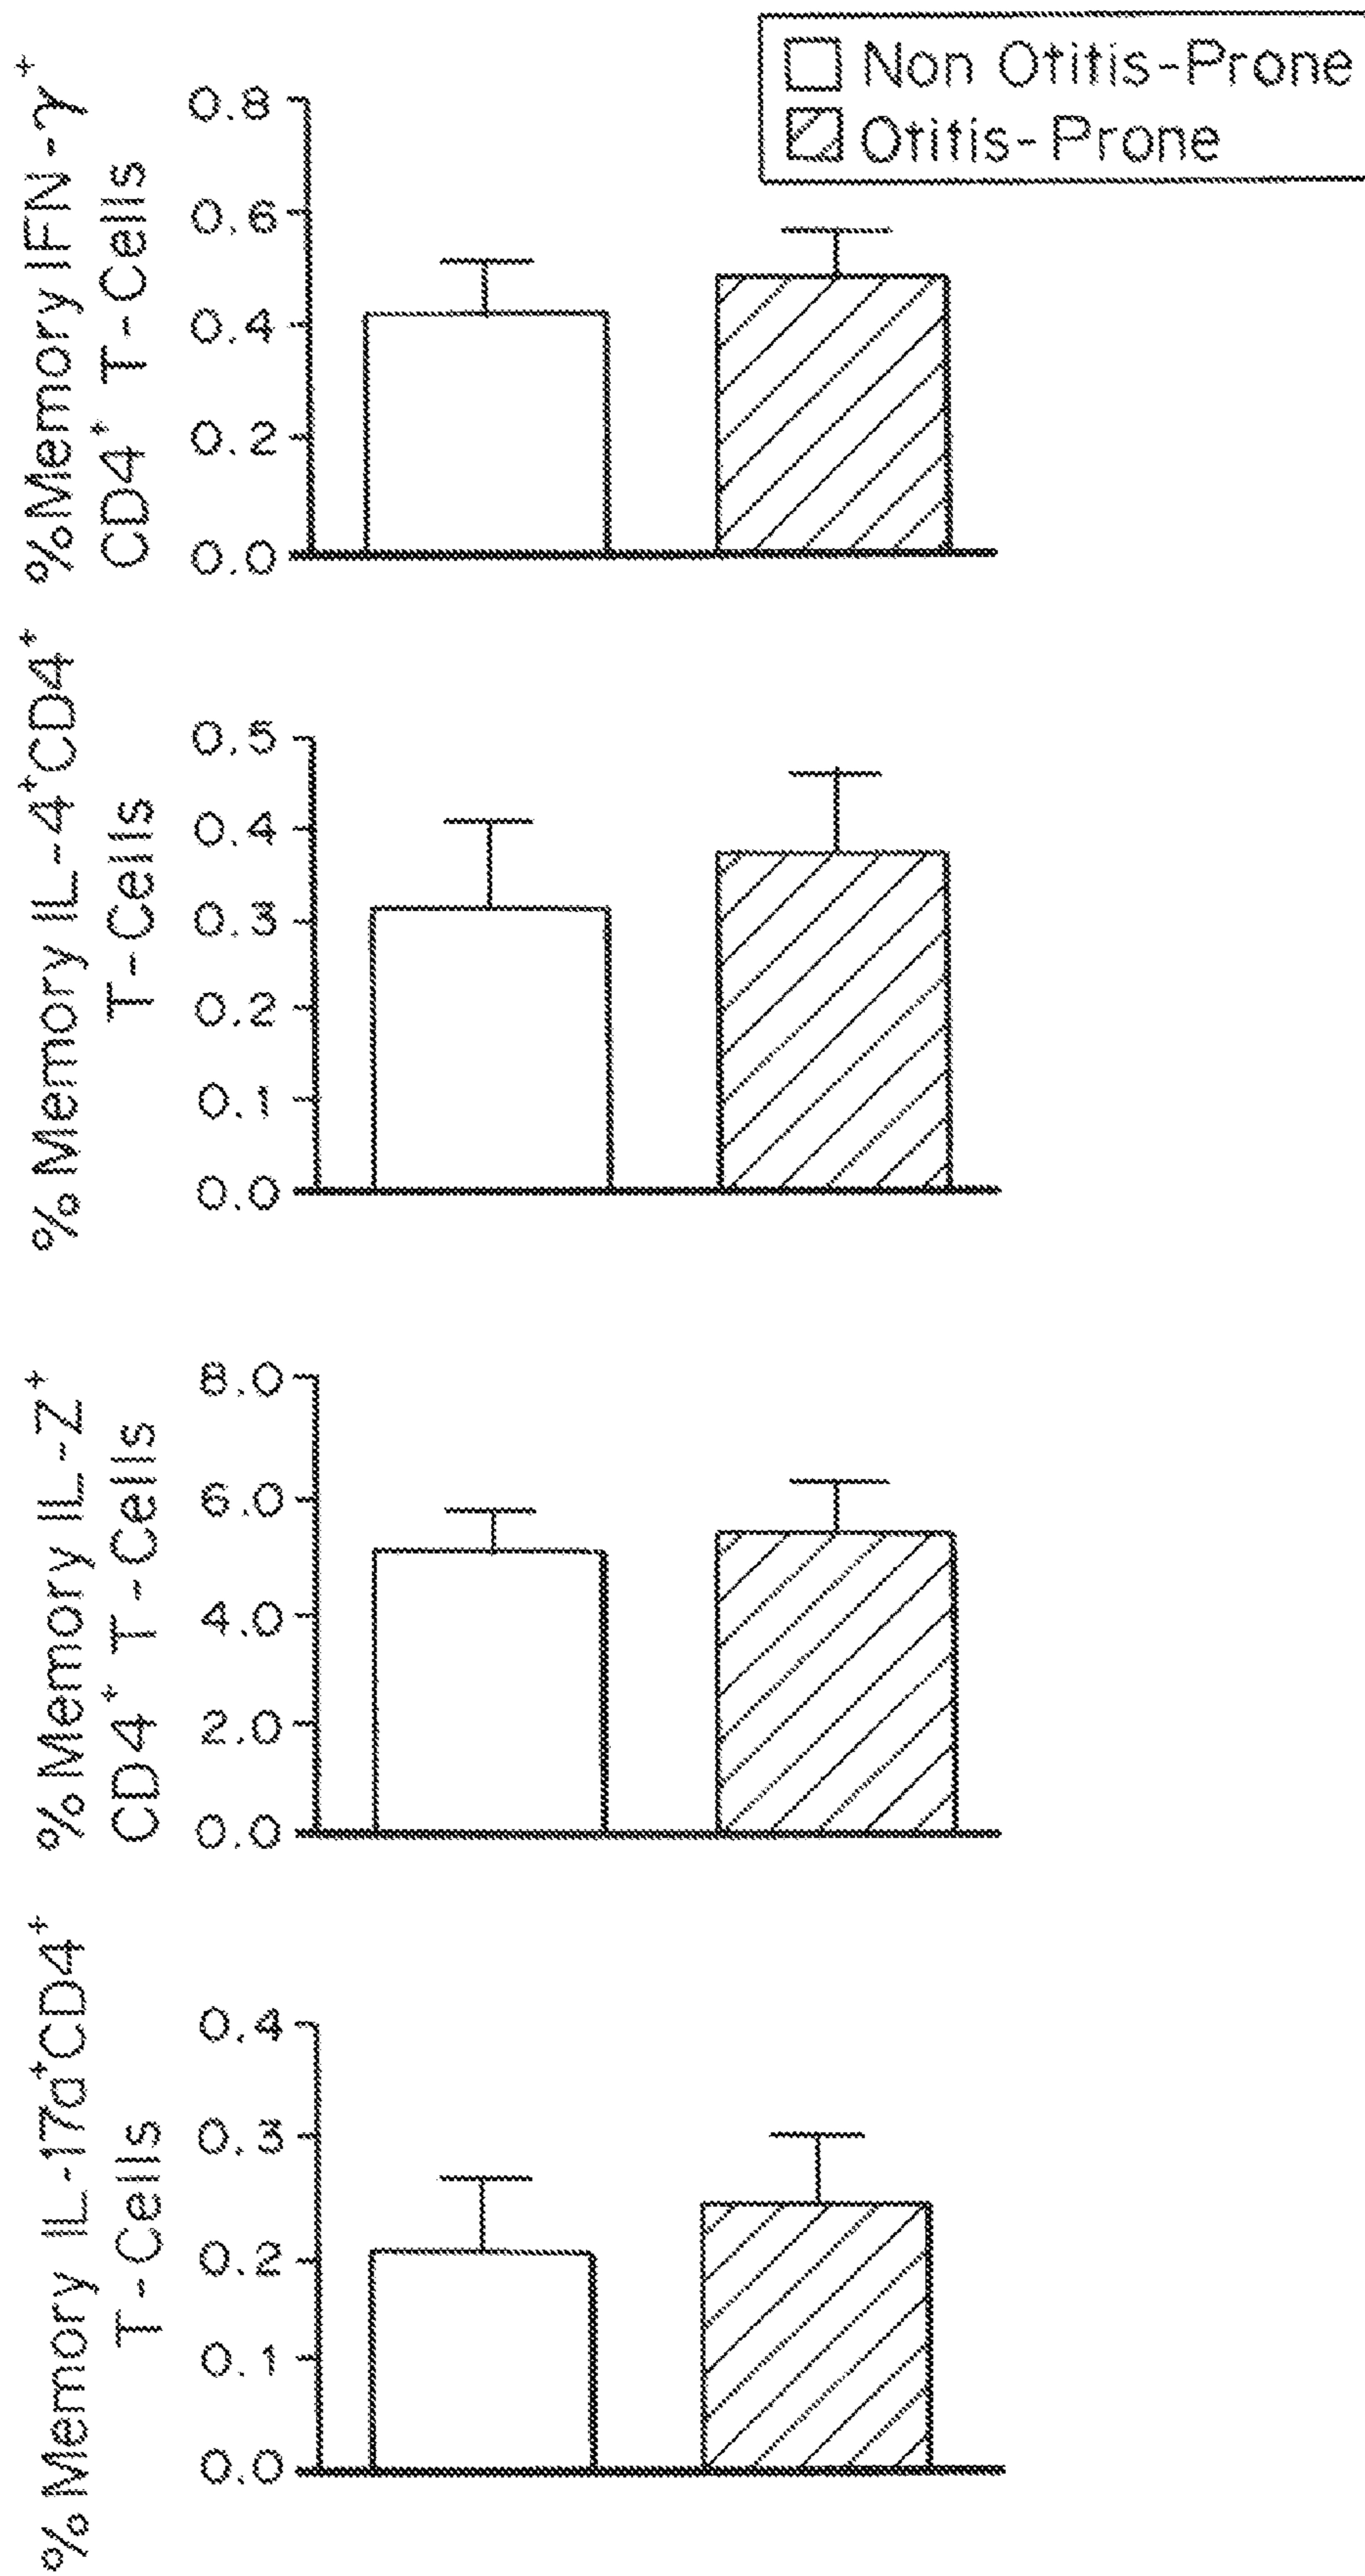 Non Otitis-Prone
Otitis-Prone
%Memory IFN-γ+
CD4+ T-Cells
0.8
0.6
0.4
0.2
0.0
% Memory IL-4+CD4+
T-Cells
0.5
0.4
0.3
0.2
0.1
0.0
% Memory IL-Z+
CD4+ T-Cells
8.0
6.0
4.0
2.0
0.0
% Memory IL-17a+CD4+
T-Cells
0.4
0.3
0.2
0.1
0.0